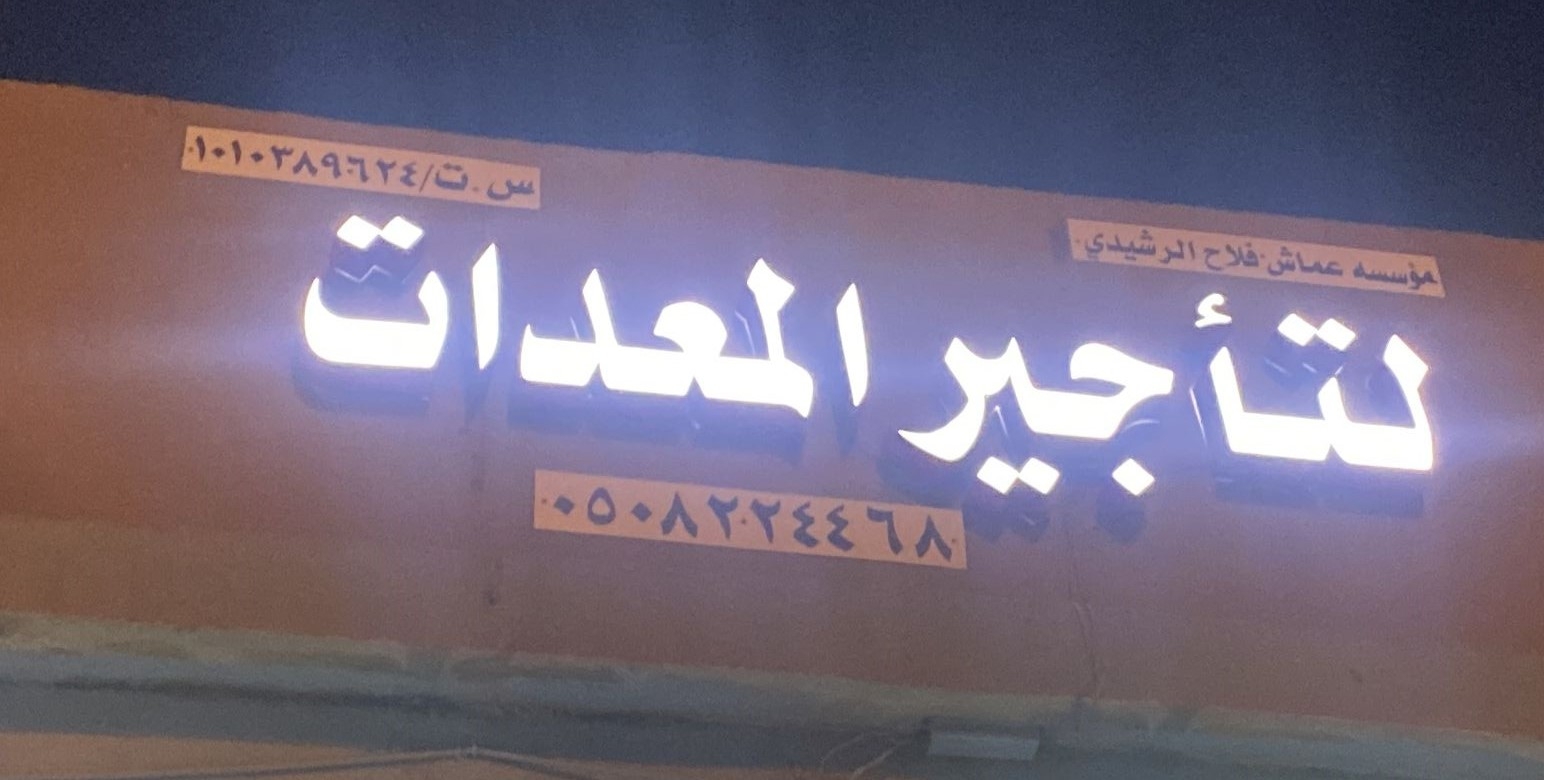 س.ت/١٠١٠٣٨٩٦٢٤
مؤسسه عماش فلاح الرشيدي
لتأجير المعدات
٠٥٠٨٢٢٤٤٦٨